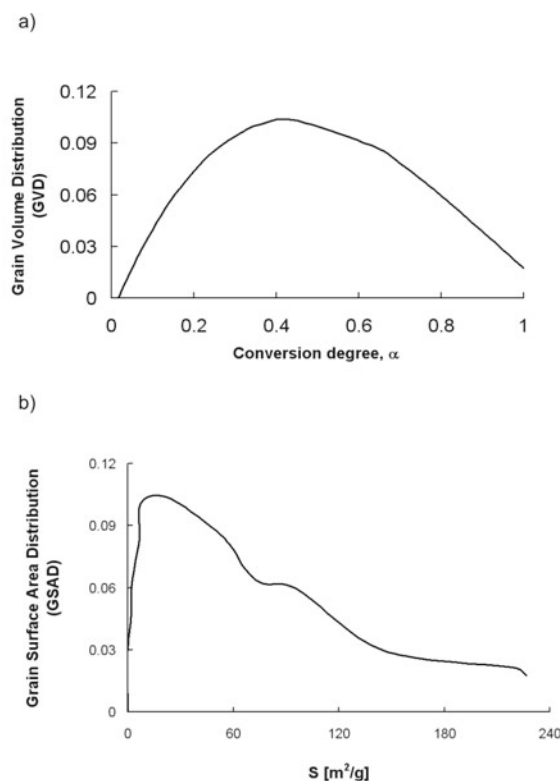 a)
Grain Volume Distribution
(GVD)
0.12
0.09
0.06
0.03
0
0 0.2 0.4 0.6 0.8 1
Conversion degree, α
b)
Grain Surface Area Distribution
(GSAD)
0.12
0.09
0.06
0.03
0
0 60 120 180 240
S [m²/g]